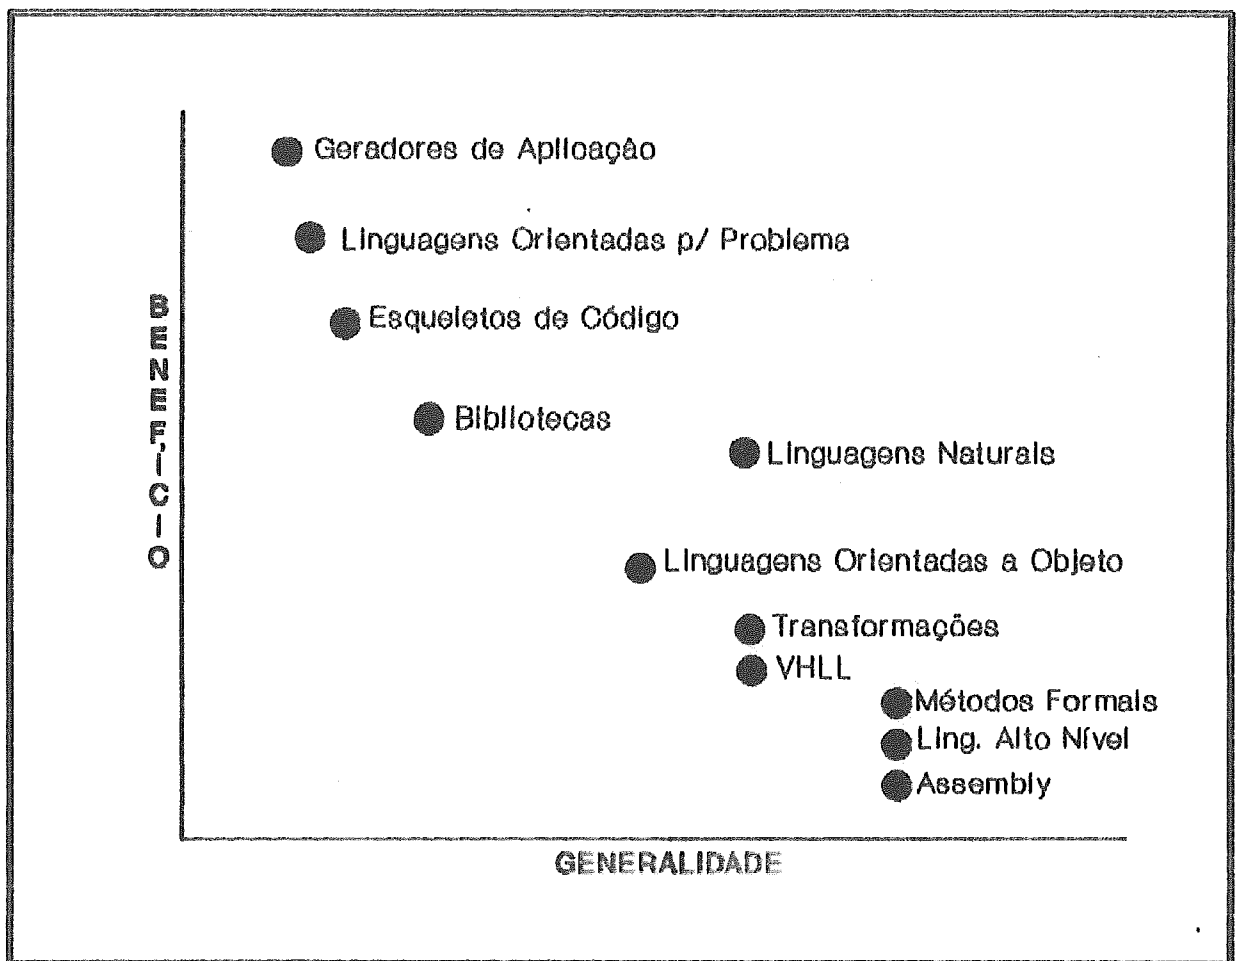 Geradores de Aplicação
Linguagens Orientadas p/ Problema
Esqueletos de Código
BENEFÍCIO
Bibliotecas
Linguagens Naturais
Linguagens Orientadas a Objeto
Transformações
VHLL
Métodos Formais
Ling. Alto Nível
Assembly
GENERALIDADE